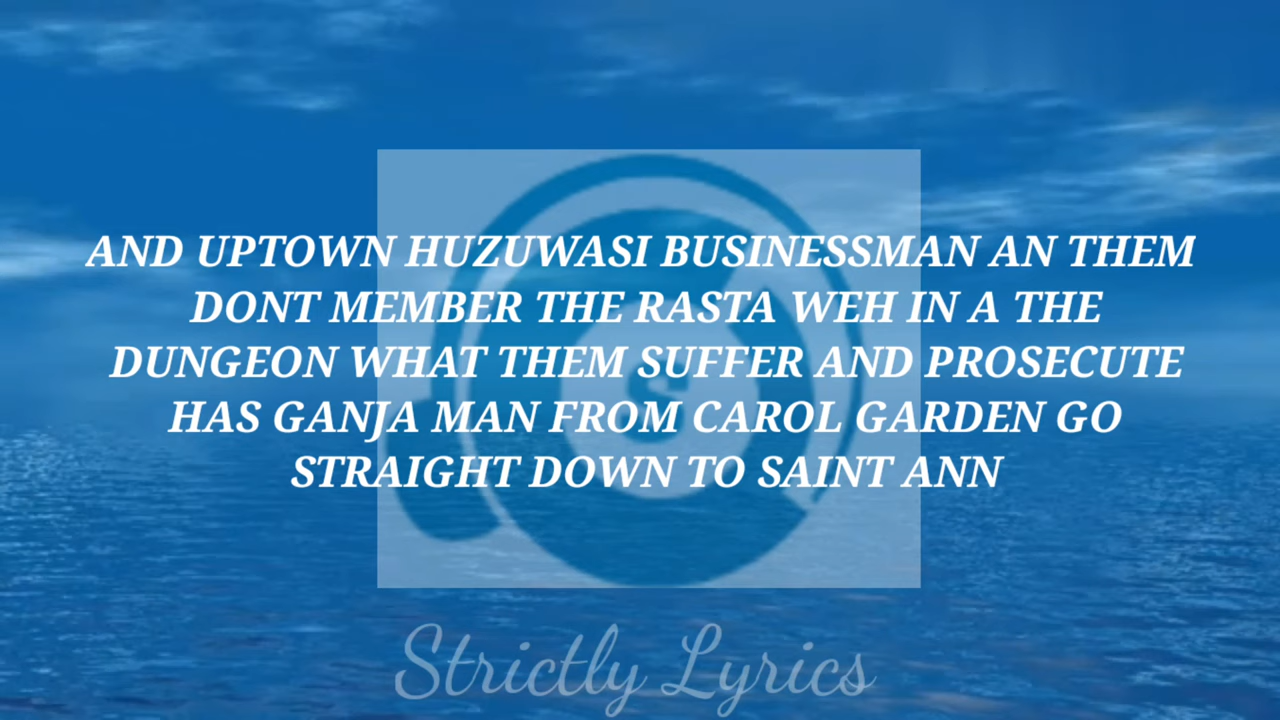 AND UPTOWN HUZUWASI BUSINESSMAN AN THEM
DONT MEMBER THE RASTA WEH IN A THE
DUNGEON WHAT THEM SUFFER AND PROSECUTE
HAS GANJA MAN FROM CAROL GARDEN GO
STRAIGHT DOWN TO SAINT ANN
Strictly Lyrics